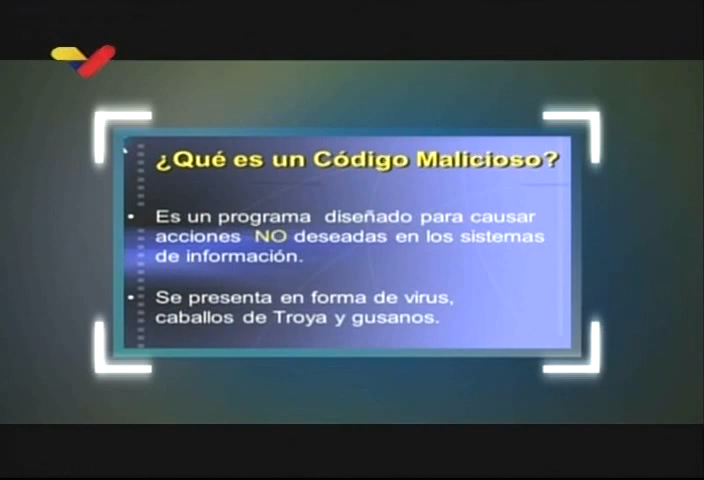 ¿Qué es un Código Malicioso?
• Es un programa diseñado para causar
acciones NO deseadas en los sistemas
de información.
• Se presenta en forma de virus,
caballos de Troya y gusanos.